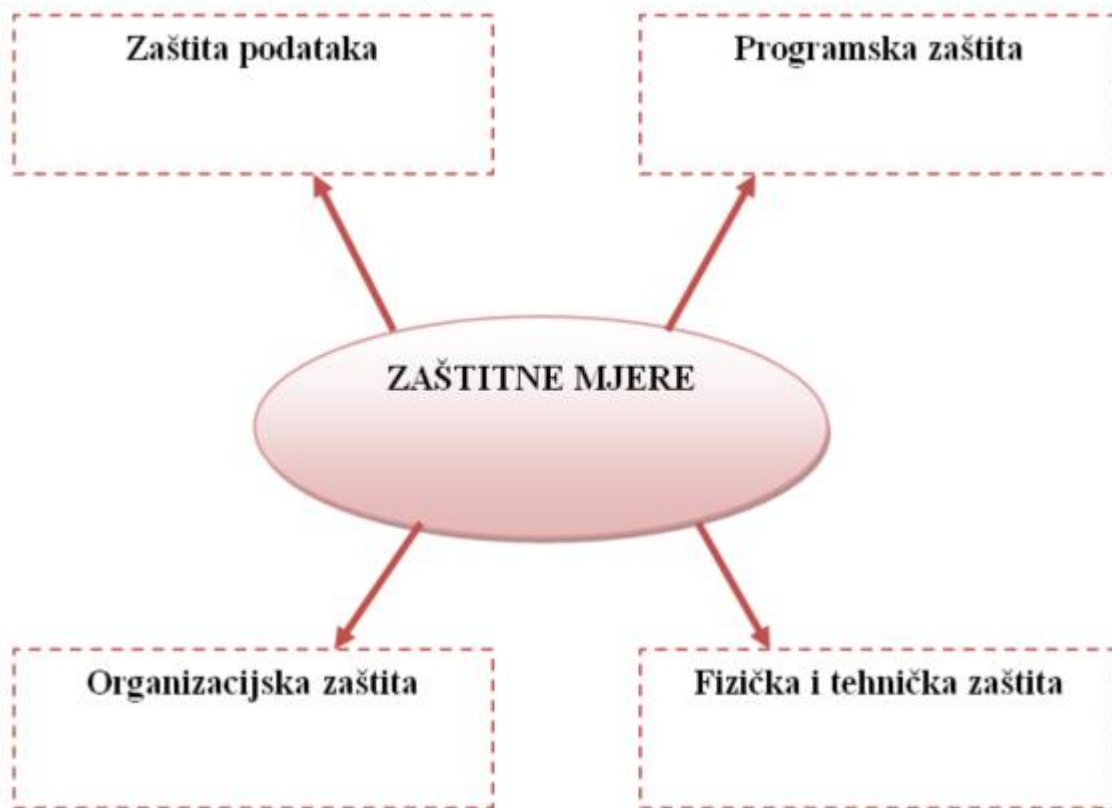 Zaštita podataka
Programska zaštita
ZAŠTITNE MJERE
Organizacijska zaštita
Fizička i tehnička zaštita